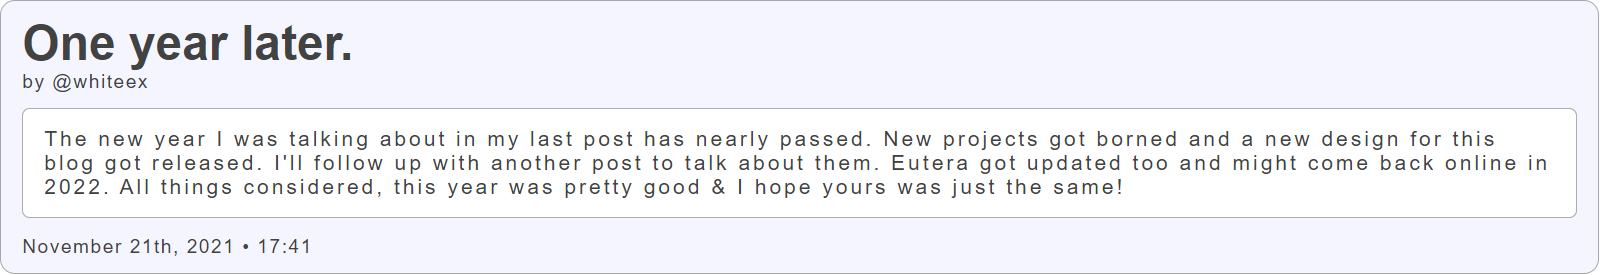 One year later.
by @whiteex
The new year I was talking about in my last post has nearly passed. New projects got borned and a new design for this
blog got released. I'll follow up with another post to talk about them. Eutera got updated too and might come back online in
2022. All things considered, this year was pretty good & I hope yours was just the same!
November 21th, 2021 • 17:41